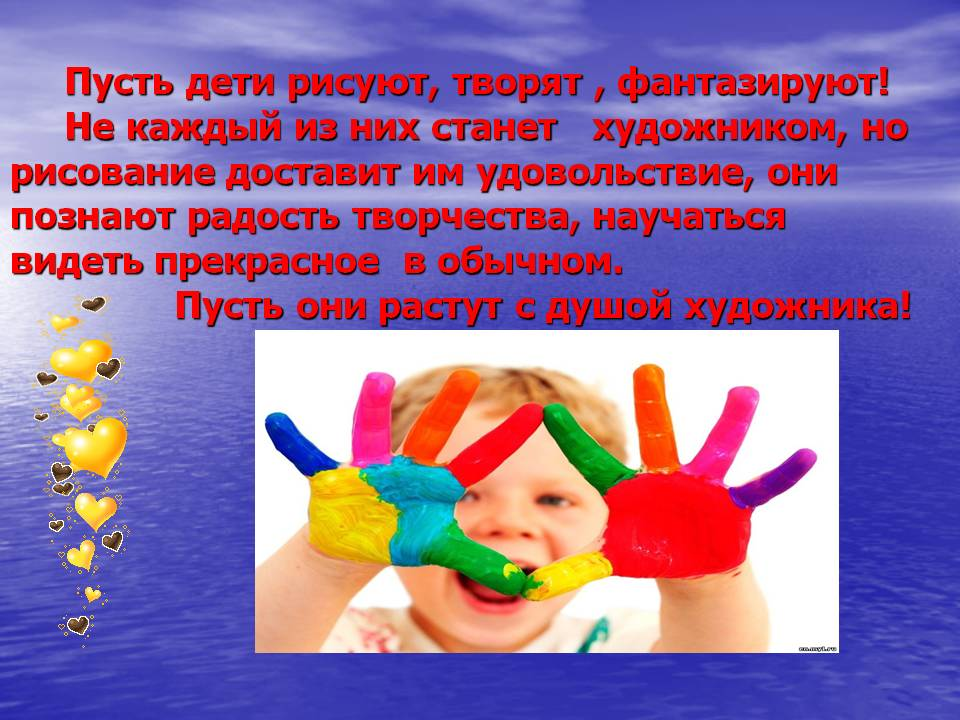 Пусть дети рисуют, творят , фантазируют!
Не каждый из них станет художником, но
рисование доставит им удовольствие, они
познают радость творчества, научаться
видеть прекрасное в обычном.
Пусть они растут с душой художника!